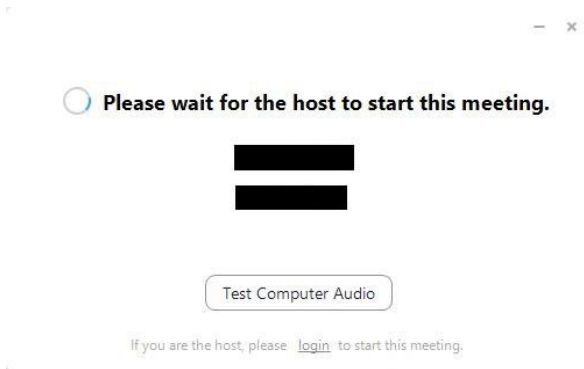 Please wait for the host to start this meeting.
Test Computer Audio
If you are the host, please login to start this meeting.